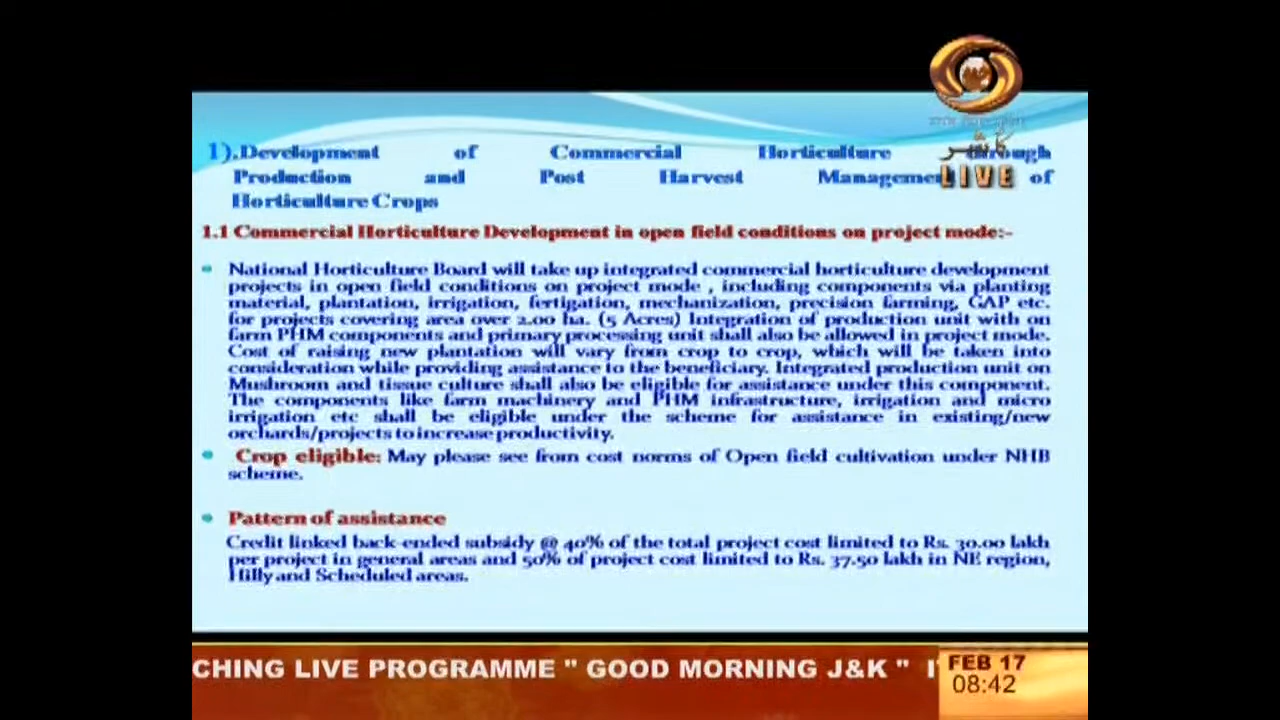 1).Development of Commercial Horticulture through
Production and Post Harvest Management of
Horticulture Crops
1.1 Commercial Horticulture Development in open field conditions on project mode:-
National Horticulture Board will take up integrated commercial horticulture development
projects in open field conditions on project mode , including components via planting
material, plantation, irrigation, fertigation, mechanization, precision farming, GAP etc.
for projects covering area over 2.00 ha. (5 Acres) Integration of production unit with on
farm PHM components and primary processing unit shall also be allowed in project mode.
Cost of raising new plantation will vary from crop to crop, which will be taken into
consideration while providing assistance to the beneficiary. Integrated production unit on
Mushroom and tissue culture shall also be eligible for assistance under this component.
The components like farm machinery and PHM infrastructure, irrigation and micro
irrigation etc shall be eligible under the scheme for assistance in existing/new
orchards/projects to increase productivity.
Crop eligible: May please see from cost norms of Open field cultivation under NHB
scheme.
Pattern of assistance
Credit linked back-ended subsidy @ 40% of the total project cost limited to Rs. 30.00 lakh
per project in general areas and 50% of project cost limited to Rs. 37.50 lakh in NE region,
Hilly and Scheduled areas.
کأشر
LIVE
CHING LIVE PROGRAMME " GOOD MORNING J&K "
FEB 17
08:42